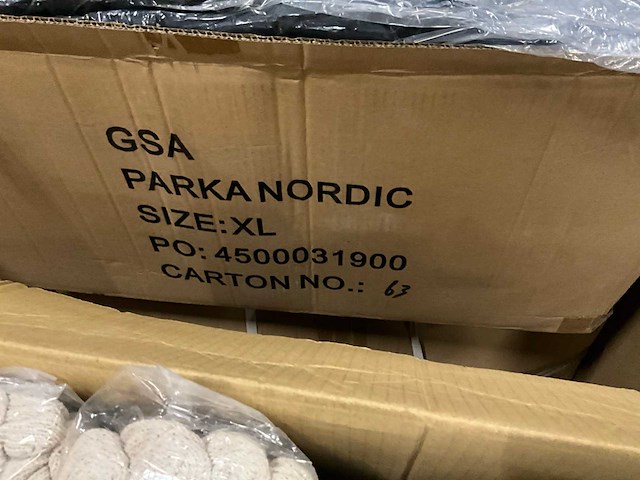 GSA
PARKA NORDIC
SIZE: XL
PO: 4500031900
CARTON NO.: 63